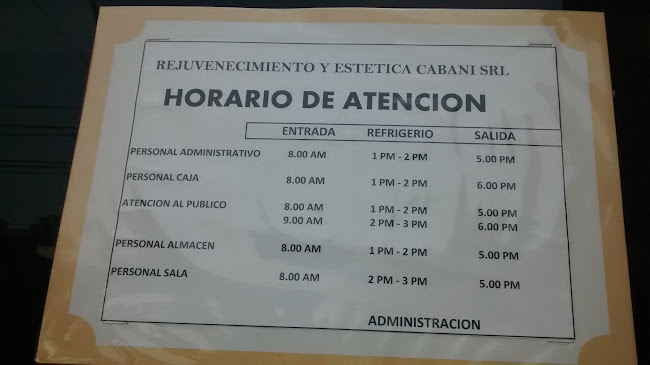 REJUVENECIMIENTO Y ESTETICA CABANI SRL
HORARIO DE ATENCION
ENTRADA REFRIGERIO SALIDA
PERSONAL ADMINISTRATIVO 8.00 AM 1 PM - 2 PM 5.00 PM
PERSONAL CAJA 8.00 AM 1 PM - 2 PM 6.00 PM
ATENCION AL PUBLICO 8.00 AM 1 PM - 2 PM 5.00 PM
9.00 AM 2 PM - 3 PM 6.00 PM
PERSONAL ALMACEN 8.00 AM 1 PM - 2 PM 5.00 PM
PERSONAL SALA 8.00 AM 2 PM - 3 PM 5.00 PM
ADMINISTRACION